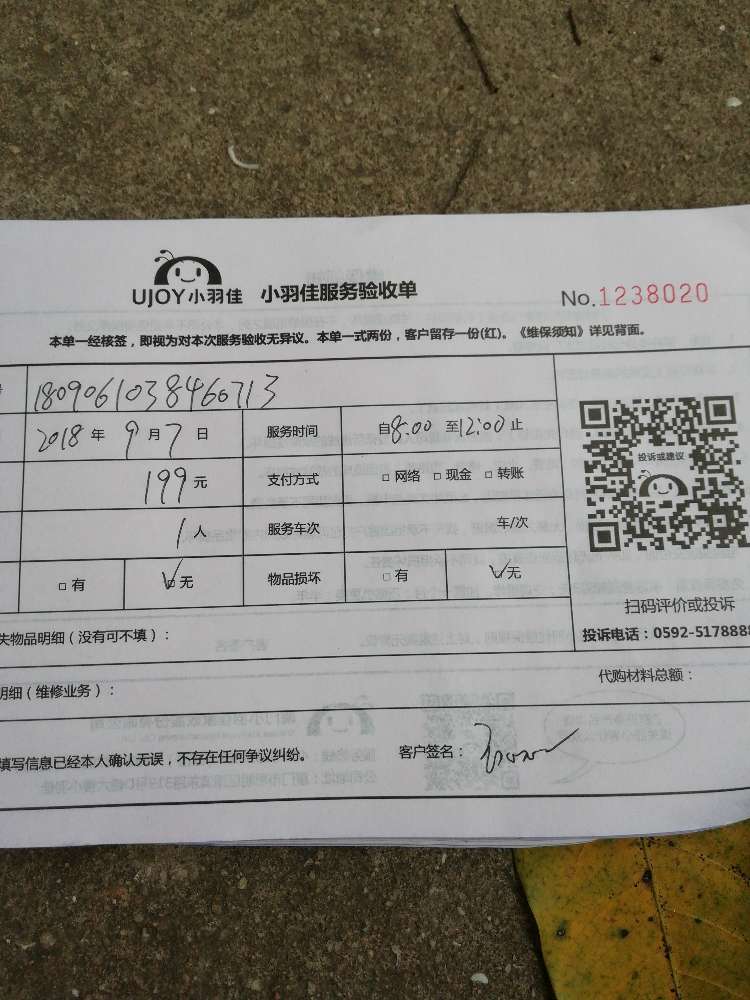 UJOY小羽佳 小羽佳服务验收单 No.1238020
本单一经核签，即视为对本次服务验收无异议。本单一式两份，客户留存一份(红)。《维保须知》详见背面。
1809061038460713
2018 年 9 月 7 日 服务时间 自8:00 至12:00止
199元 支付方式 □ 网络 □ 现金 □ 转账
投诉或建议
1人 服务车次 车/次
□ 有 ☑无 物品损坏 □ 有 ☑无
扫码评价或投诉
失物品明细（没有可不填）： 投诉电话：0592-5178888
明细（维修业务）： 代购材料总额：
填写信息已经本人确认无误，不存在任何争议纠纷。 客户签名：